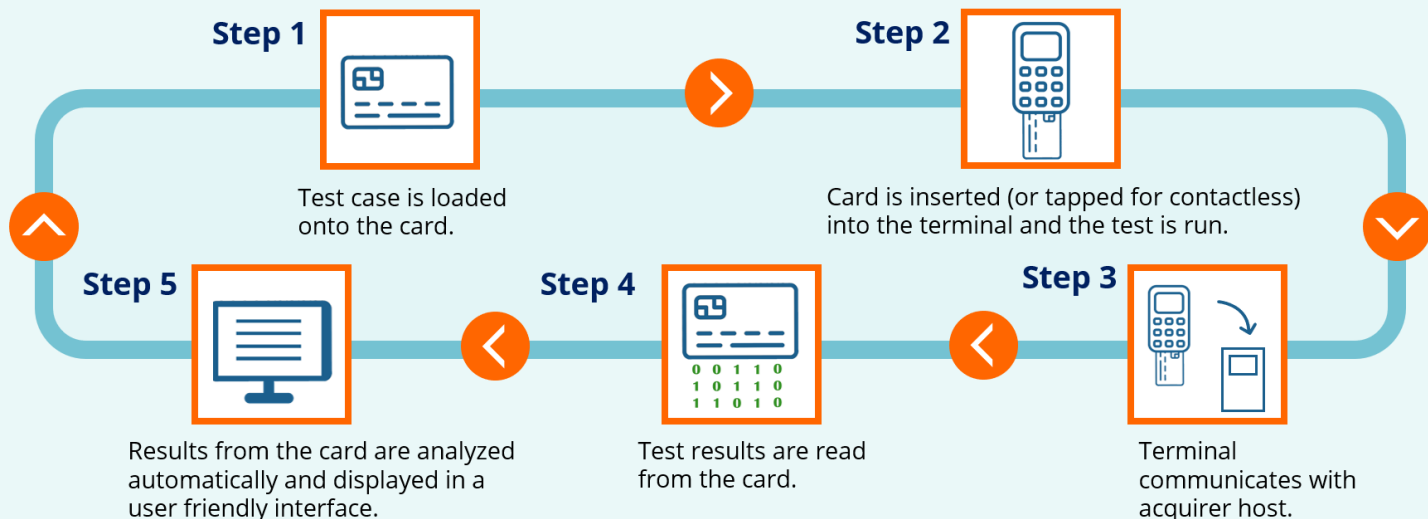 Step 1
Test case is loaded
onto the card.
Step 2
Card is inserted (or tapped for contactless)
into the terminal and the test is run.
Step 3
Terminal
communicates with
acquirer host.
Step 4
0 0 1 1 0
1 0 1 1 0
1 1 0 1 0
Test results are read
from the card.
Step 5
Results from the card are analyzed
automatically and displayed in a
user friendly interface.